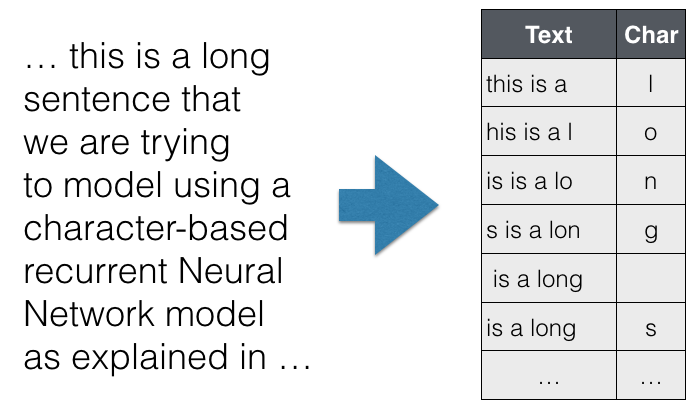 … this is a long
sentence that
we are trying
to model using a
character-based
recurrent Neural
Network model
as explained in …
Text Char
this is a l
his is a l o
is is a lo n
s is a lon g
is a long
is a long s
… …